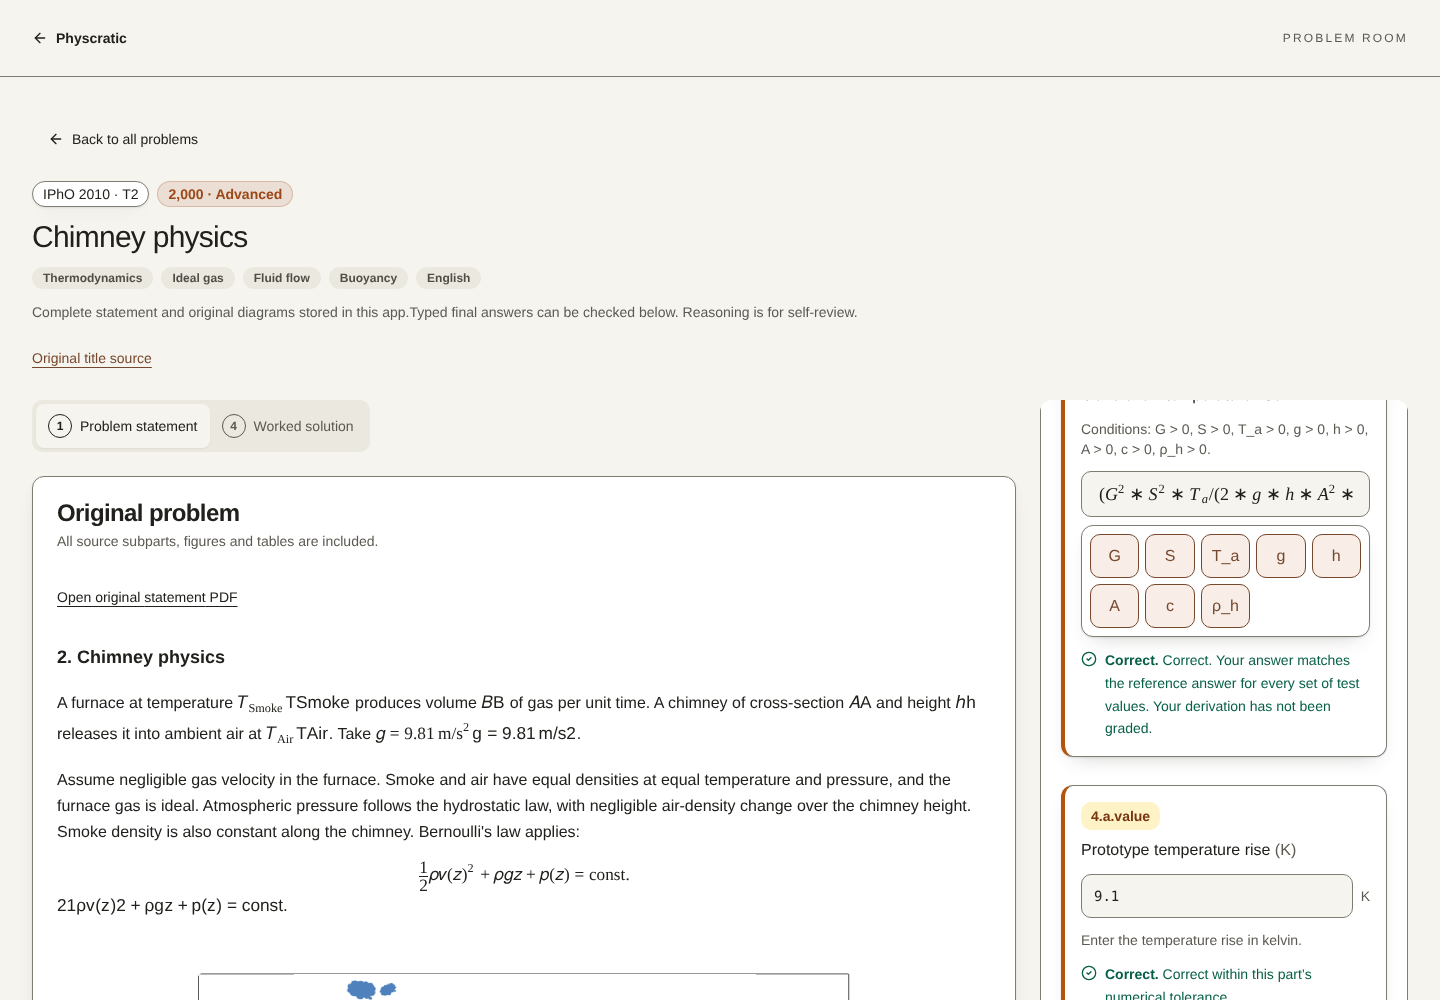 Physcratic
PROBLEM ROOM
Back to all problems
IPhO 2010 · T2
2,000 · Advanced
Chimney physics
Thermodynamics
Ideal gas
Fluid flow
Buoyancy
English
Complete statement and original diagrams stored in this app.Typed final answers can be checked below. Reasoning is for self-review.
Original title source
1 Problem statement
4 Worked solution
Original problem
All source subparts, figures and tables are included.
Open original statement PDF
2. Chimney physics
A furnace at temperature T_Smoke TSmoke produces volume BB of gas per unit time. A chimney of cross-section AA and height hh
releases it into ambient air at T_Air TAir. Take g = 9.81 m/s² g = 9.81 m/s2.
Assume negligible gas velocity in the furnace. Smoke and air have equal densities at equal temperature and pressure, and the
furnace gas is ideal. Atmospheric pressure follows the hydrostatic law, with negligible air-density change over the chimney height.
Smoke density is also constant along the chimney. Bernoulli's law applies:
1/2 ρv(z)² + ρgz + p(z) = const.
21ρv(z)2 + ρgz + p(z) = const.
Conditions: G > 0, S > 0, T_a > 0, g > 0, h > 0,
A > 0, c > 0, ρ_h > 0.
(G² ∗ S² ∗ T_a/(2 ∗ g ∗ h ∗ A² ∗
G
S
T_a
g
h
A
c
ρ_h
Correct. Correct. Your answer matches
the reference answer for every set of test
values. Your derivation has not been
graded.
4.a.value
Prototype temperature rise (K)
9.1
K
Enter the temperature rise in kelvin.
Correct. Correct within this part's
numerical tolerance.